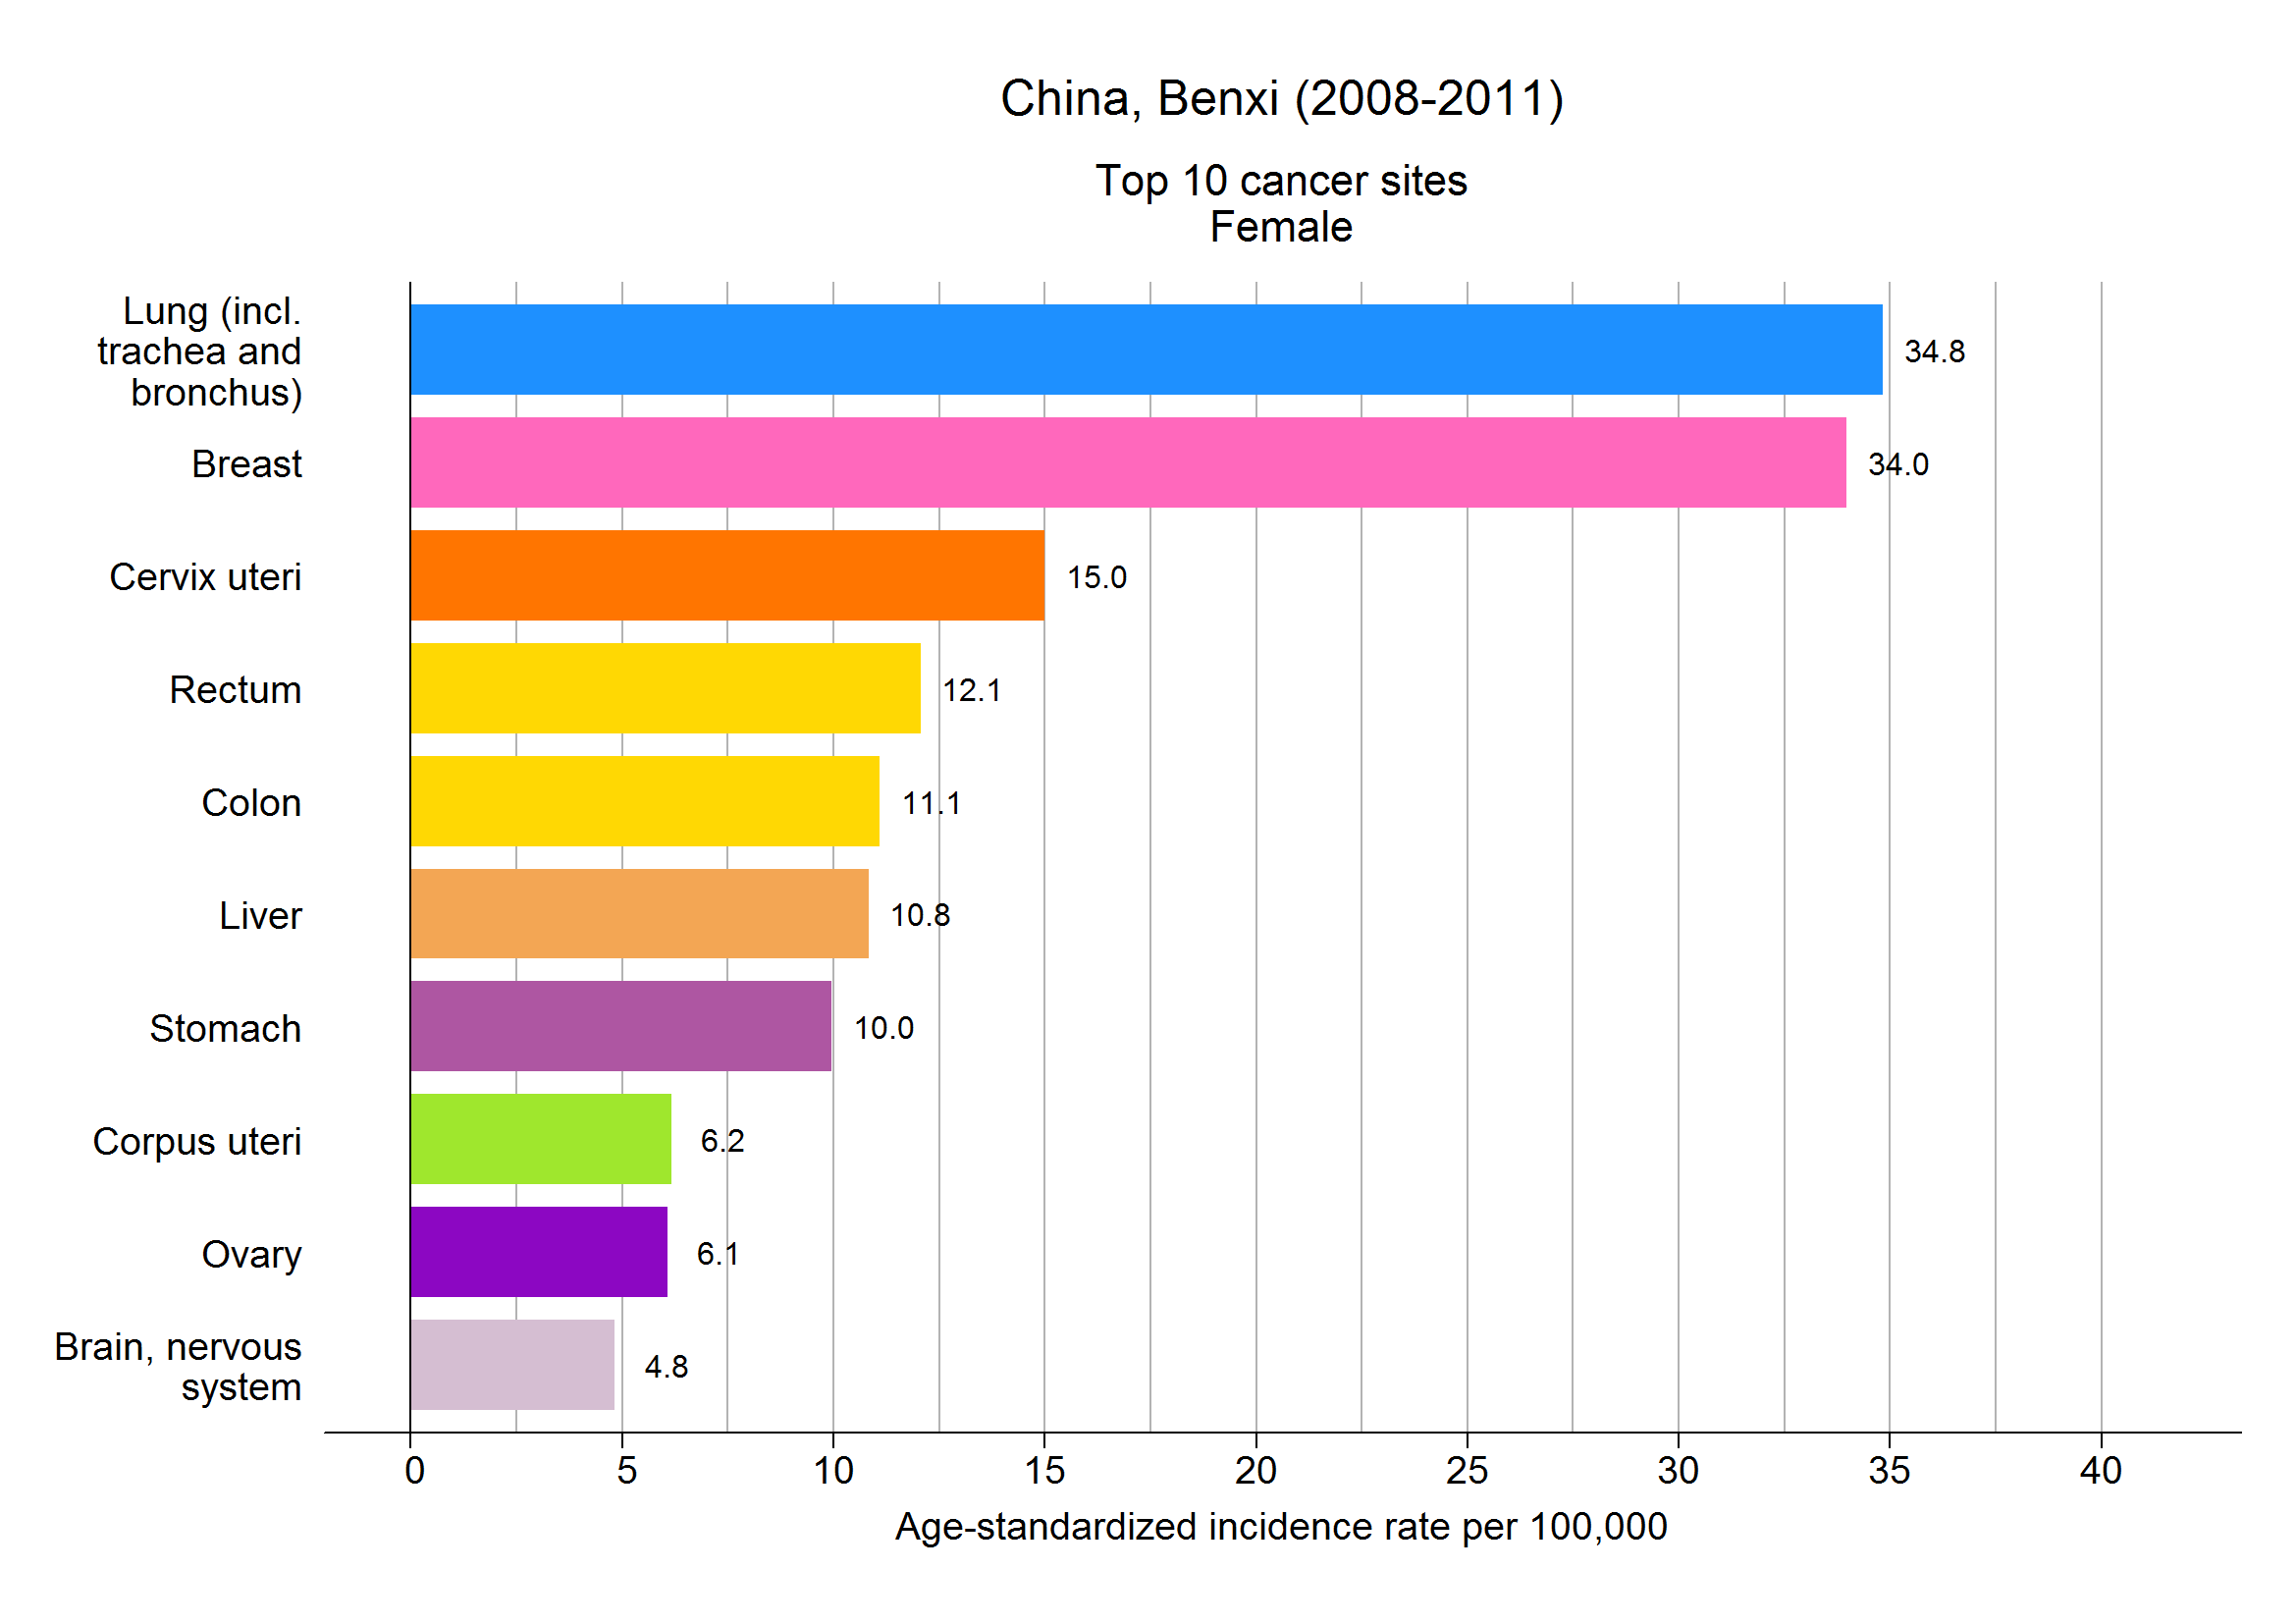 China, Benxi (2008-2011)
Top 10 cancer sites
Female
Lung (incl.
trachea and
bronchus)
34.8
Breast
34.0
Cervix uteri
15.0
Rectum
12.1
Colon
11.1
Liver
10.8
Stomach
10.0
Corpus uteri
6.2
Ovary
6.1
Brain, nervous
system
4.8
0 5 10 15 20 25 30 35 40
Age-standardized incidence rate per 100,000